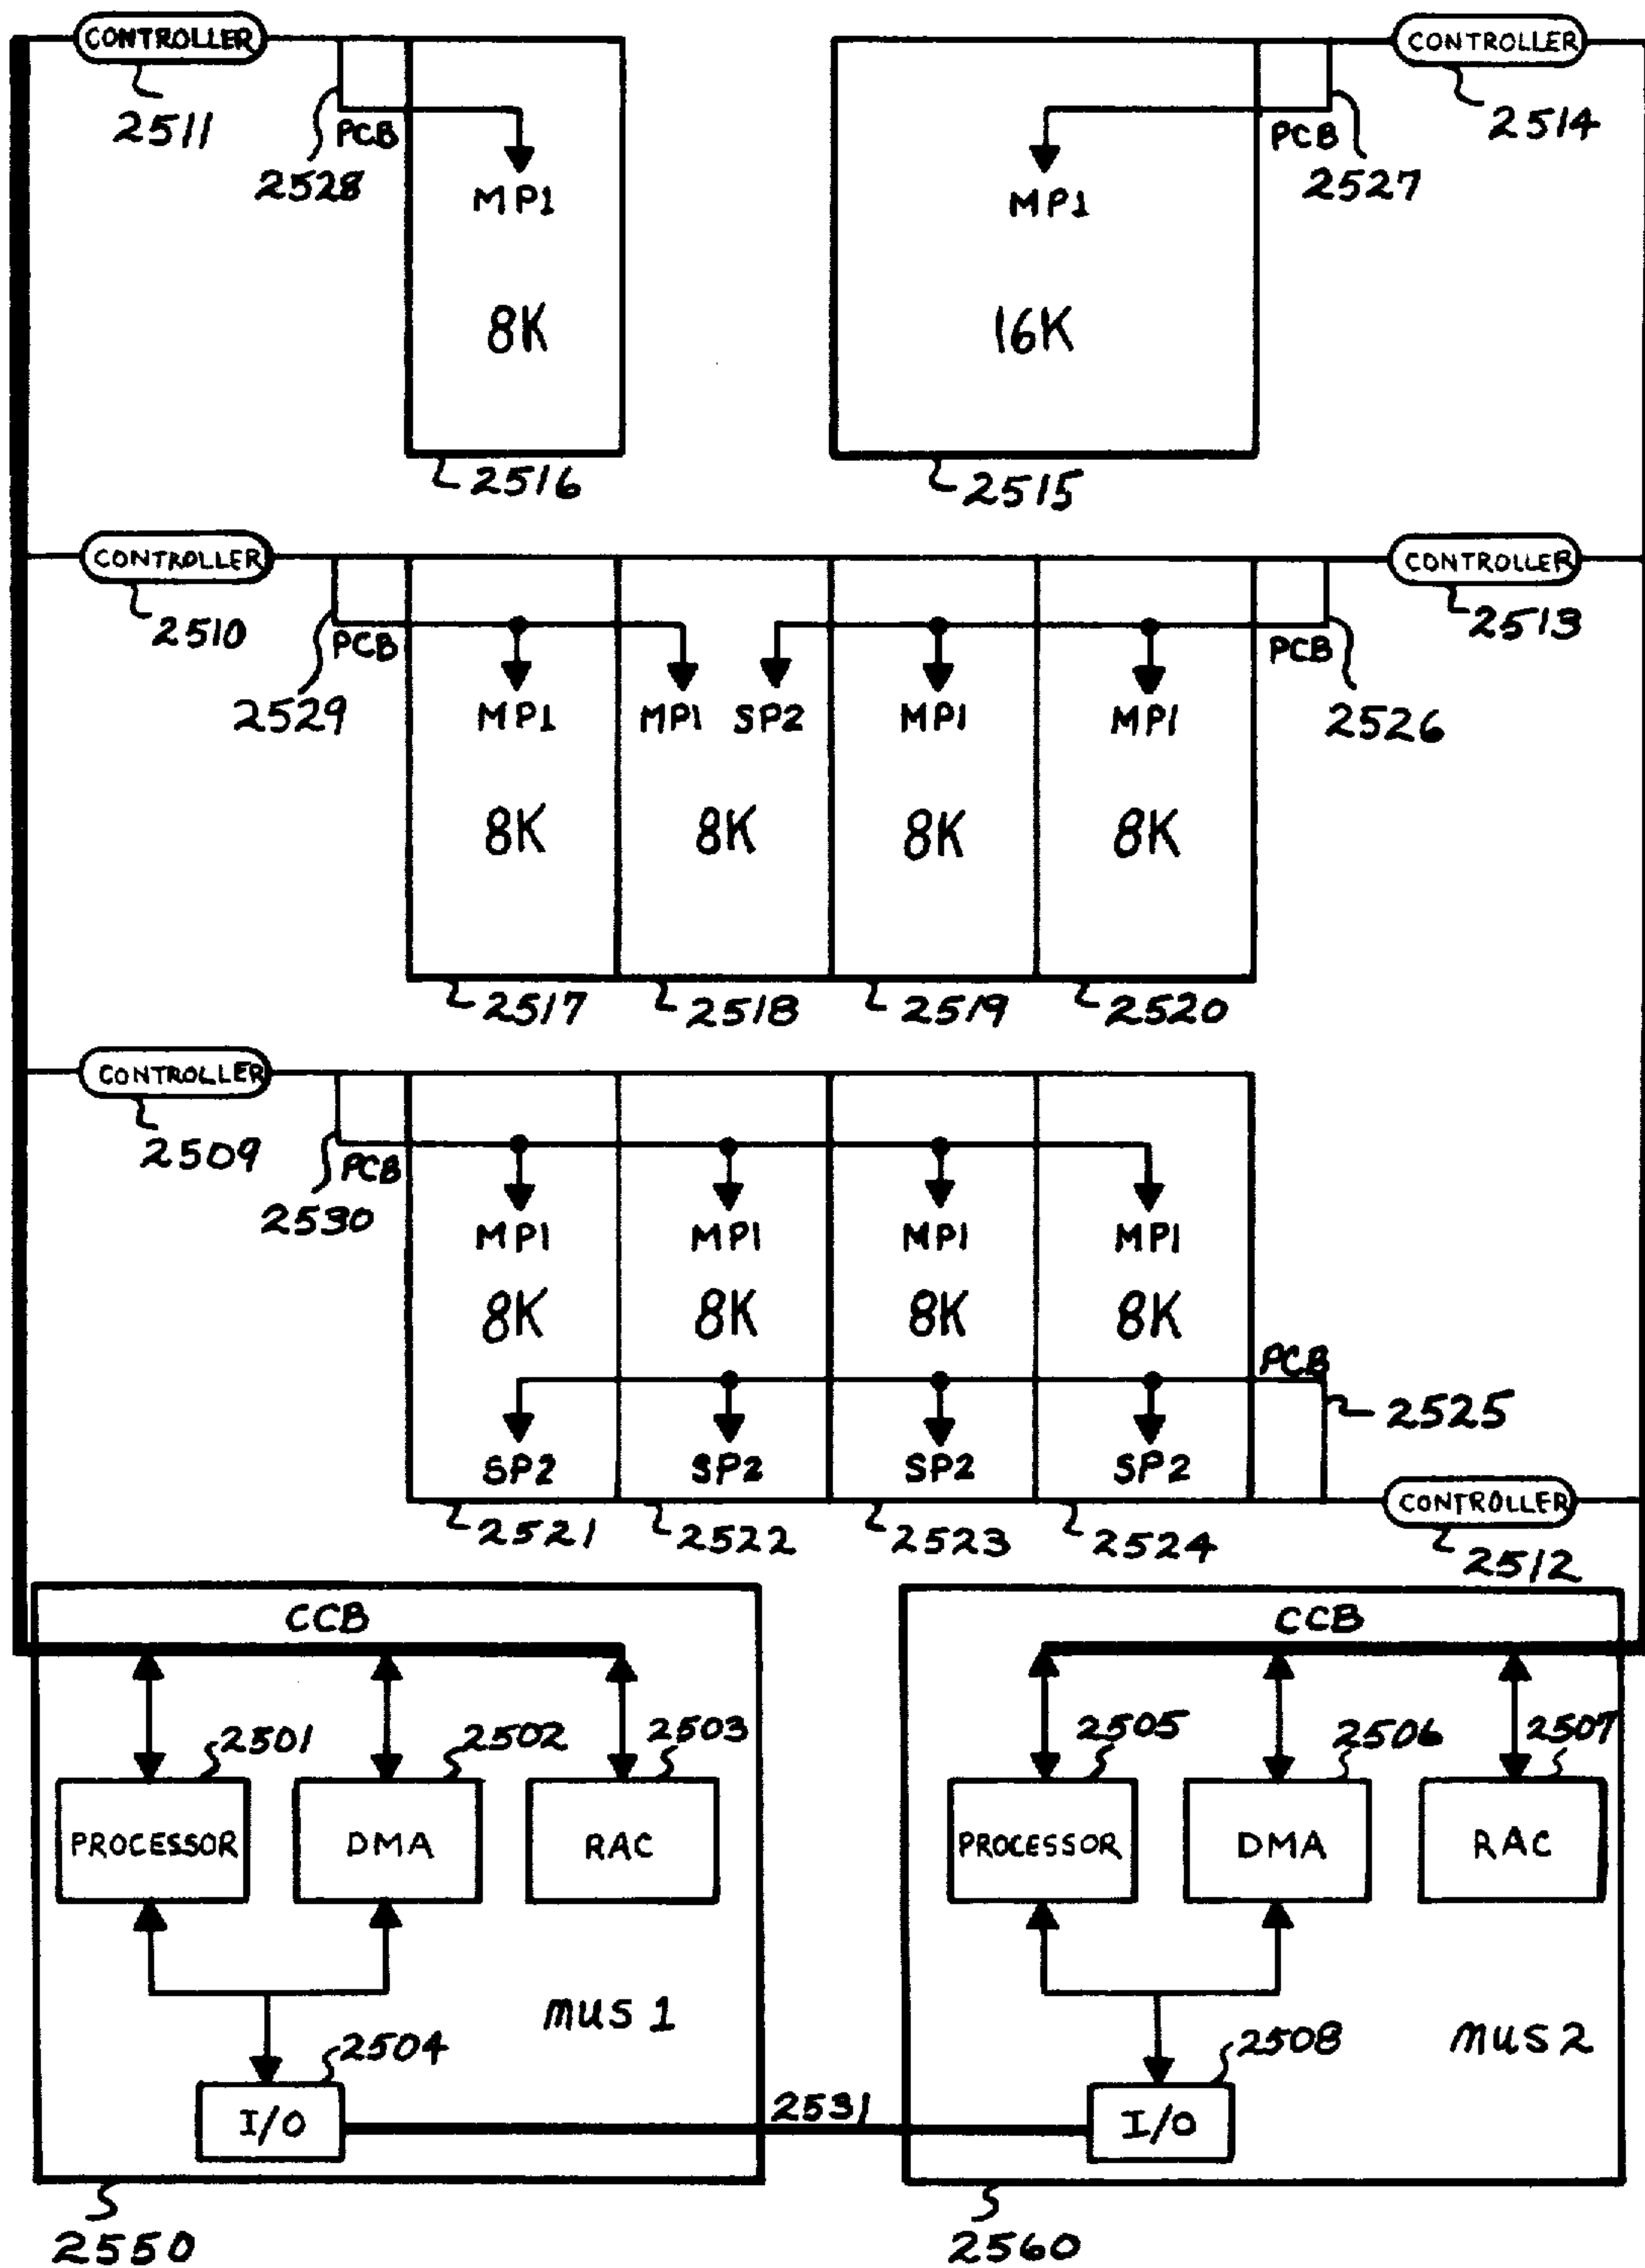 CONTROLLER
CONTROLLER
2511
2514
PCB
PCB
2528
2527
MP1
MP1
8K
16K
2516
2515
CONTROLLER
CONTROLLER
2510
2513
PCB
PCB
2529
2526
MP1
MP1
SP2
MP1
MP1
8K
8K
8K
8K
2517
2518
2519
2520
CONTROLLER
2509
PCB
2530
MP1
MP1
MP1
MP1
8K
8K
8K
8K
PCB
2525
SP2
SP2
SP2
SP2
CONTROLLER
2521
2522
2523
2524
2512
CCB
CCB
2501
2502
2503
2505
2506
2507
PROCESSOR
DMA
RAC
PROCESSOR
DMA
RAC
MUS 1
MUS 2
2504
2508
I/O
2531
I/O
2550
2560